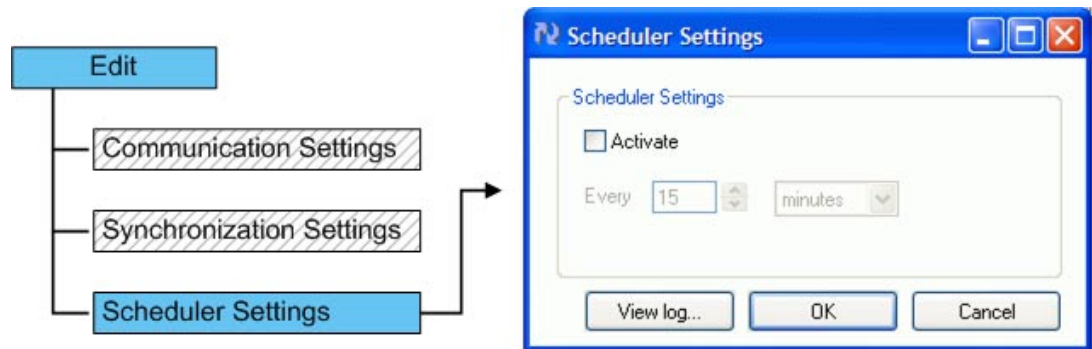 Edit
Communication Settings
Synchronization Settings
Scheduler Settings
Scheduler Settings
Scheduler Settings
Activate
Every 15 minutes
View log... OK Cancel